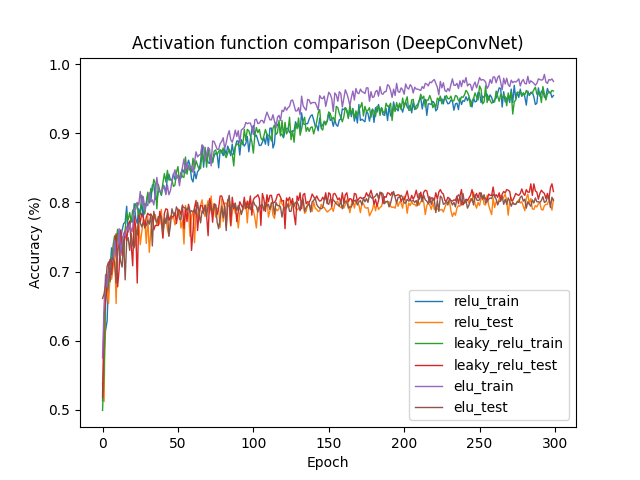 Activation function comparison (DeepConvNet)
Accuracy (%)
1.0
0.9
0.8
0.7
0.6
0.5
relu_train
relu_test
leaky_relu_train
leaky_relu_test
elu_train
elu_test
0 50 100 150 200 250 300
Epoch